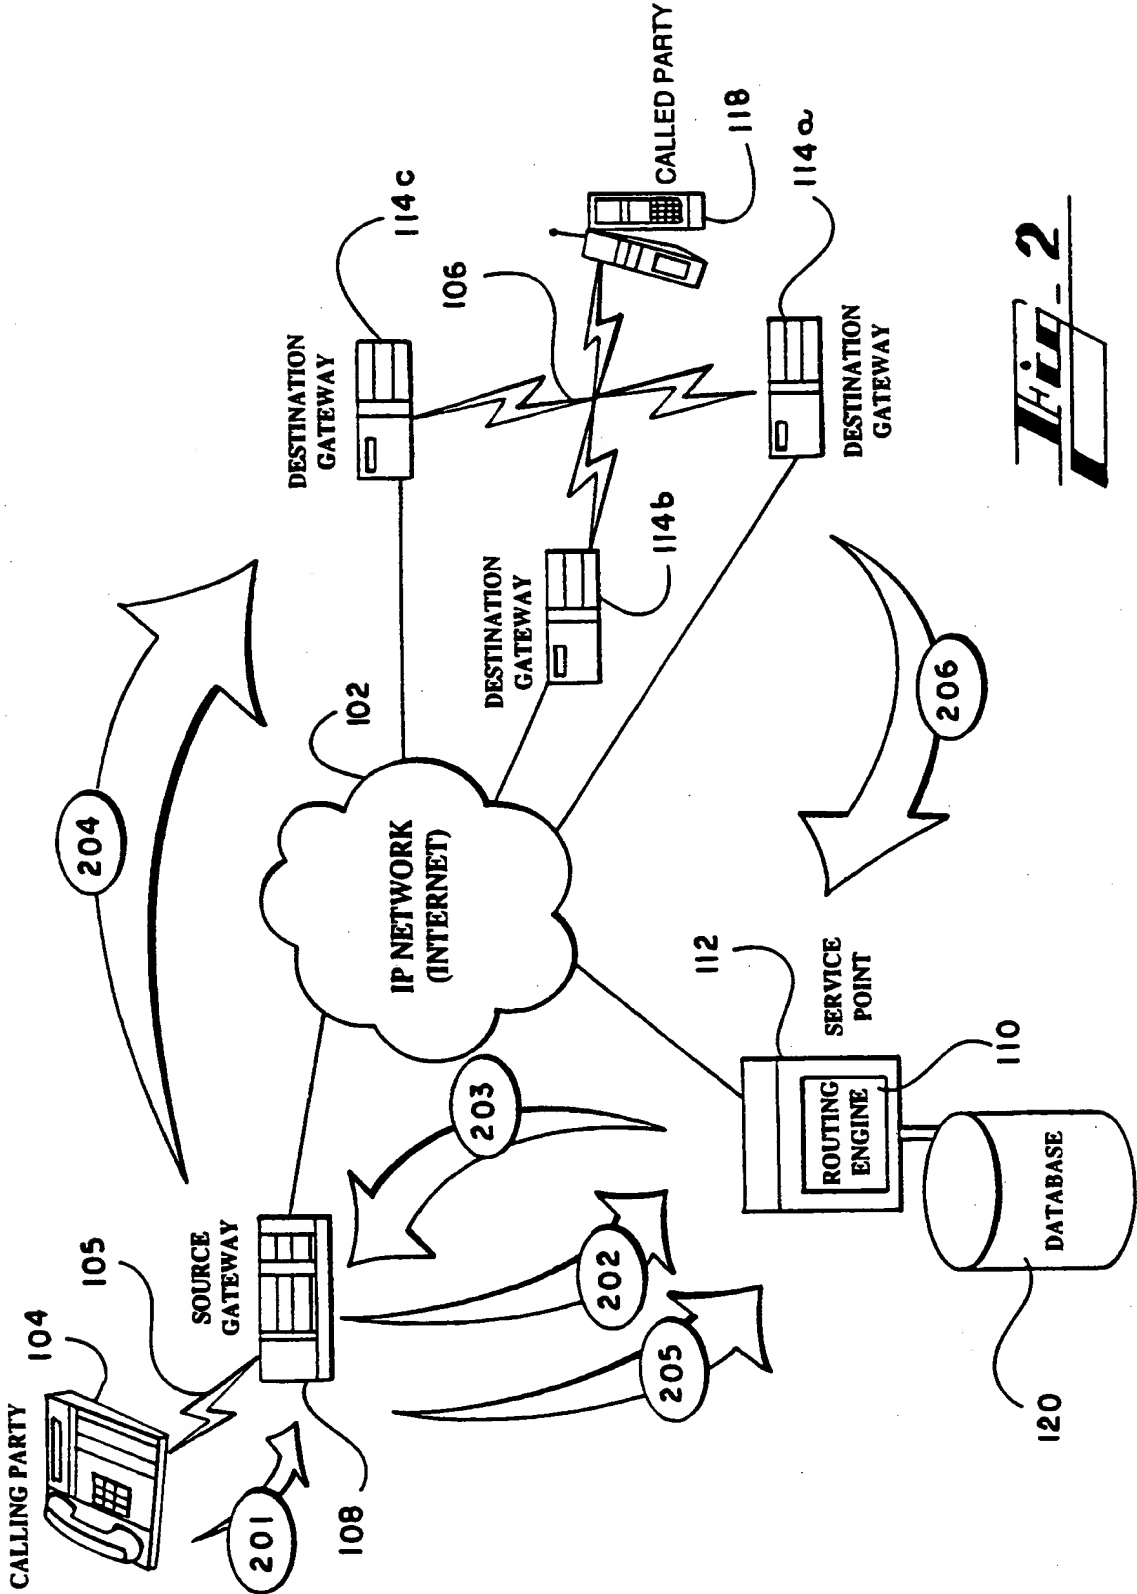 CALLING PARTY
104
105
201
108
SOURCE
GATEWAY
202
205
203
204
IP NETWORK
(INTERNET)
102
DESTINATION
GATEWAY
114c
DESTINATION
GATEWAY
114b
106
CALLED PARTY
118
114a
DESTINATION
GATEWAY
206
112
SERVICE
POINT
ROUTING
ENGINE
110
DATABASE
120
Fig_2